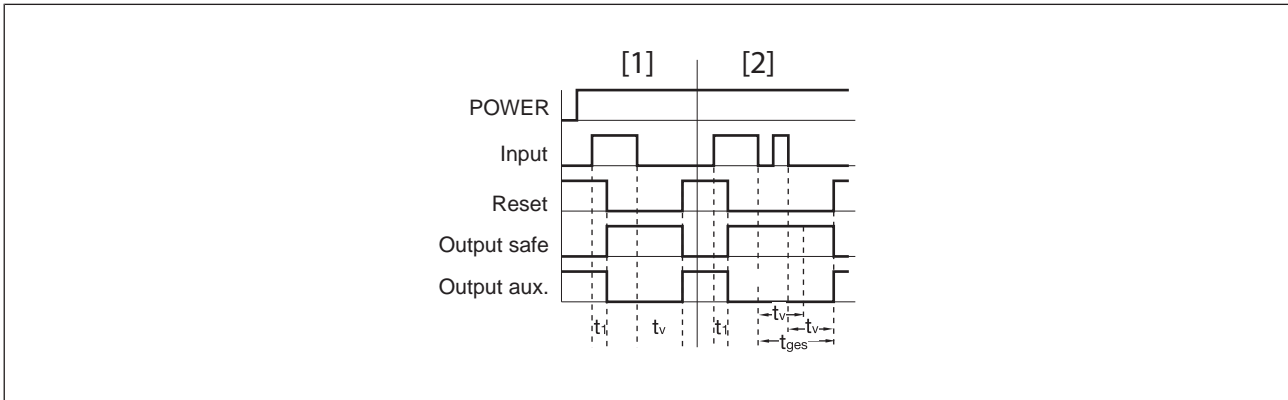 [1] [2]
POWER
Input
Reset
Output safe
Output aux.
tv
t1 tv t1 tv
tges